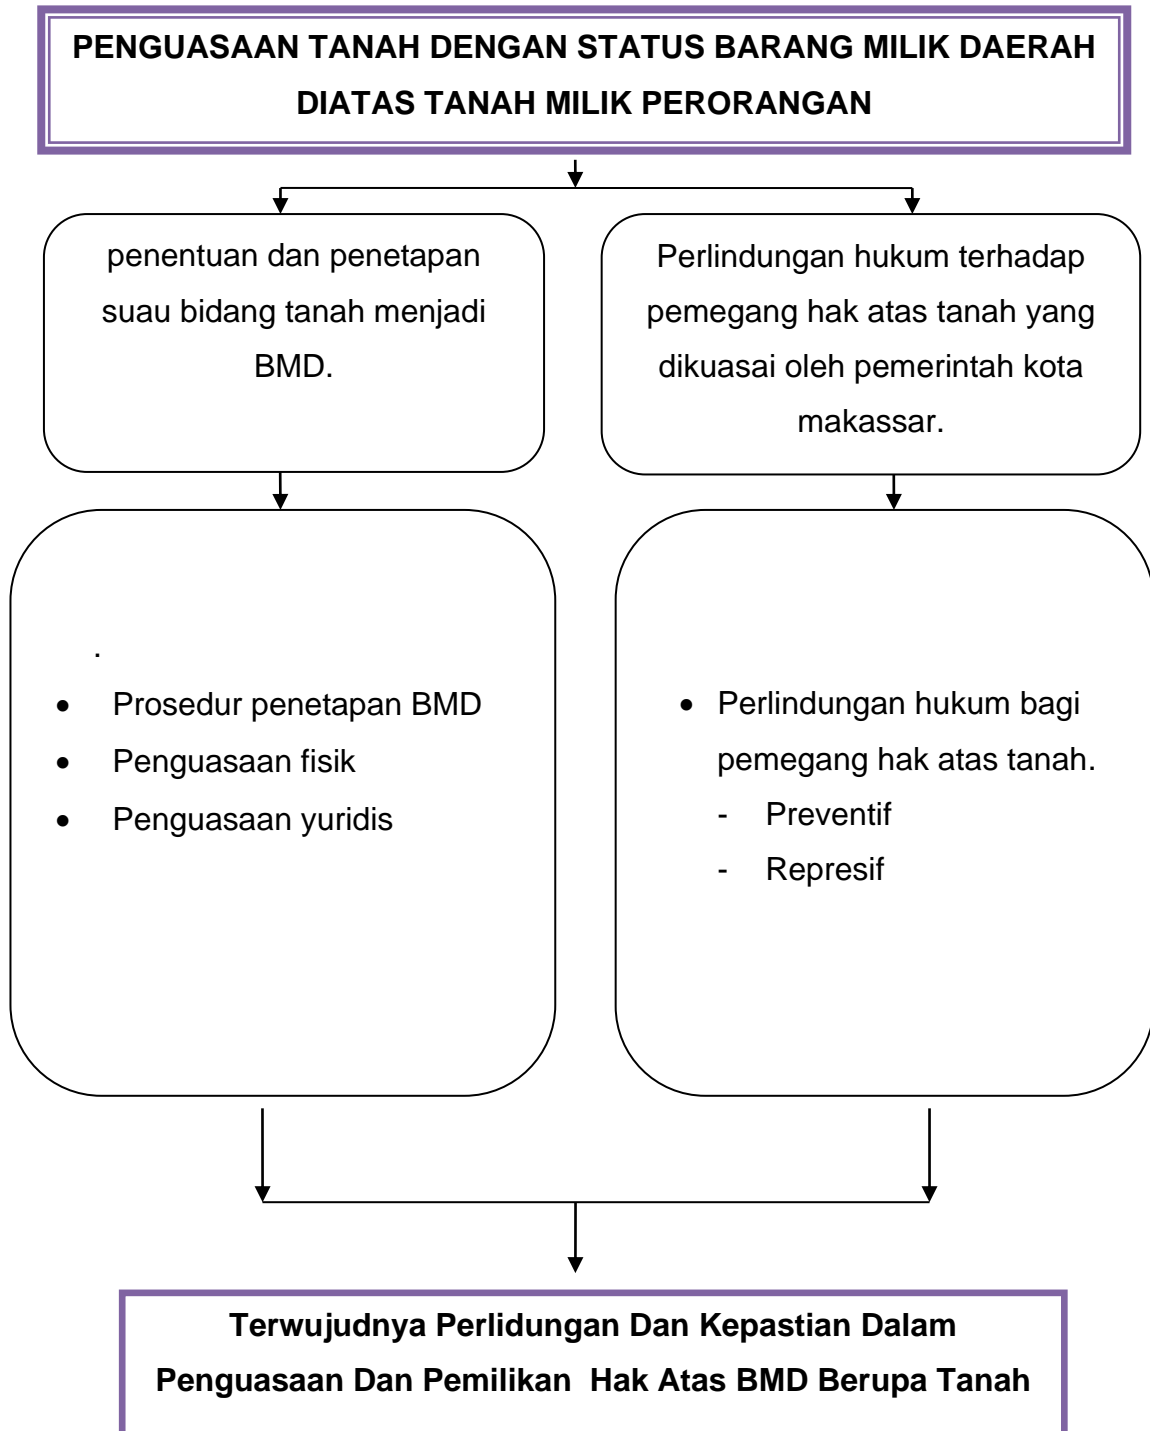 PENGUASAAN TANAH DENGAN STATUS BARANG MILIK DAERAH
DIATAS TANAH MILIK PERORANGAN
penentuan dan penetapan
suau bidang tanah menjadi
BMD.
Perlindungan hukum terhadap
pemegang hak atas tanah yang
dikuasai oleh pemerintah kota
makassar.
.
• Prosedur penetapan BMD
• Penguasaan fisik
• Penguasaan yuridis
• Perlindungan hukum bagi
pemegang hak atas tanah.
- Preventif
- Represif
Terwujudnya Perlidungan Dan Kepastian Dalam
Penguasaan Dan Pemilikan  Hak Atas BMD Berupa Tanah